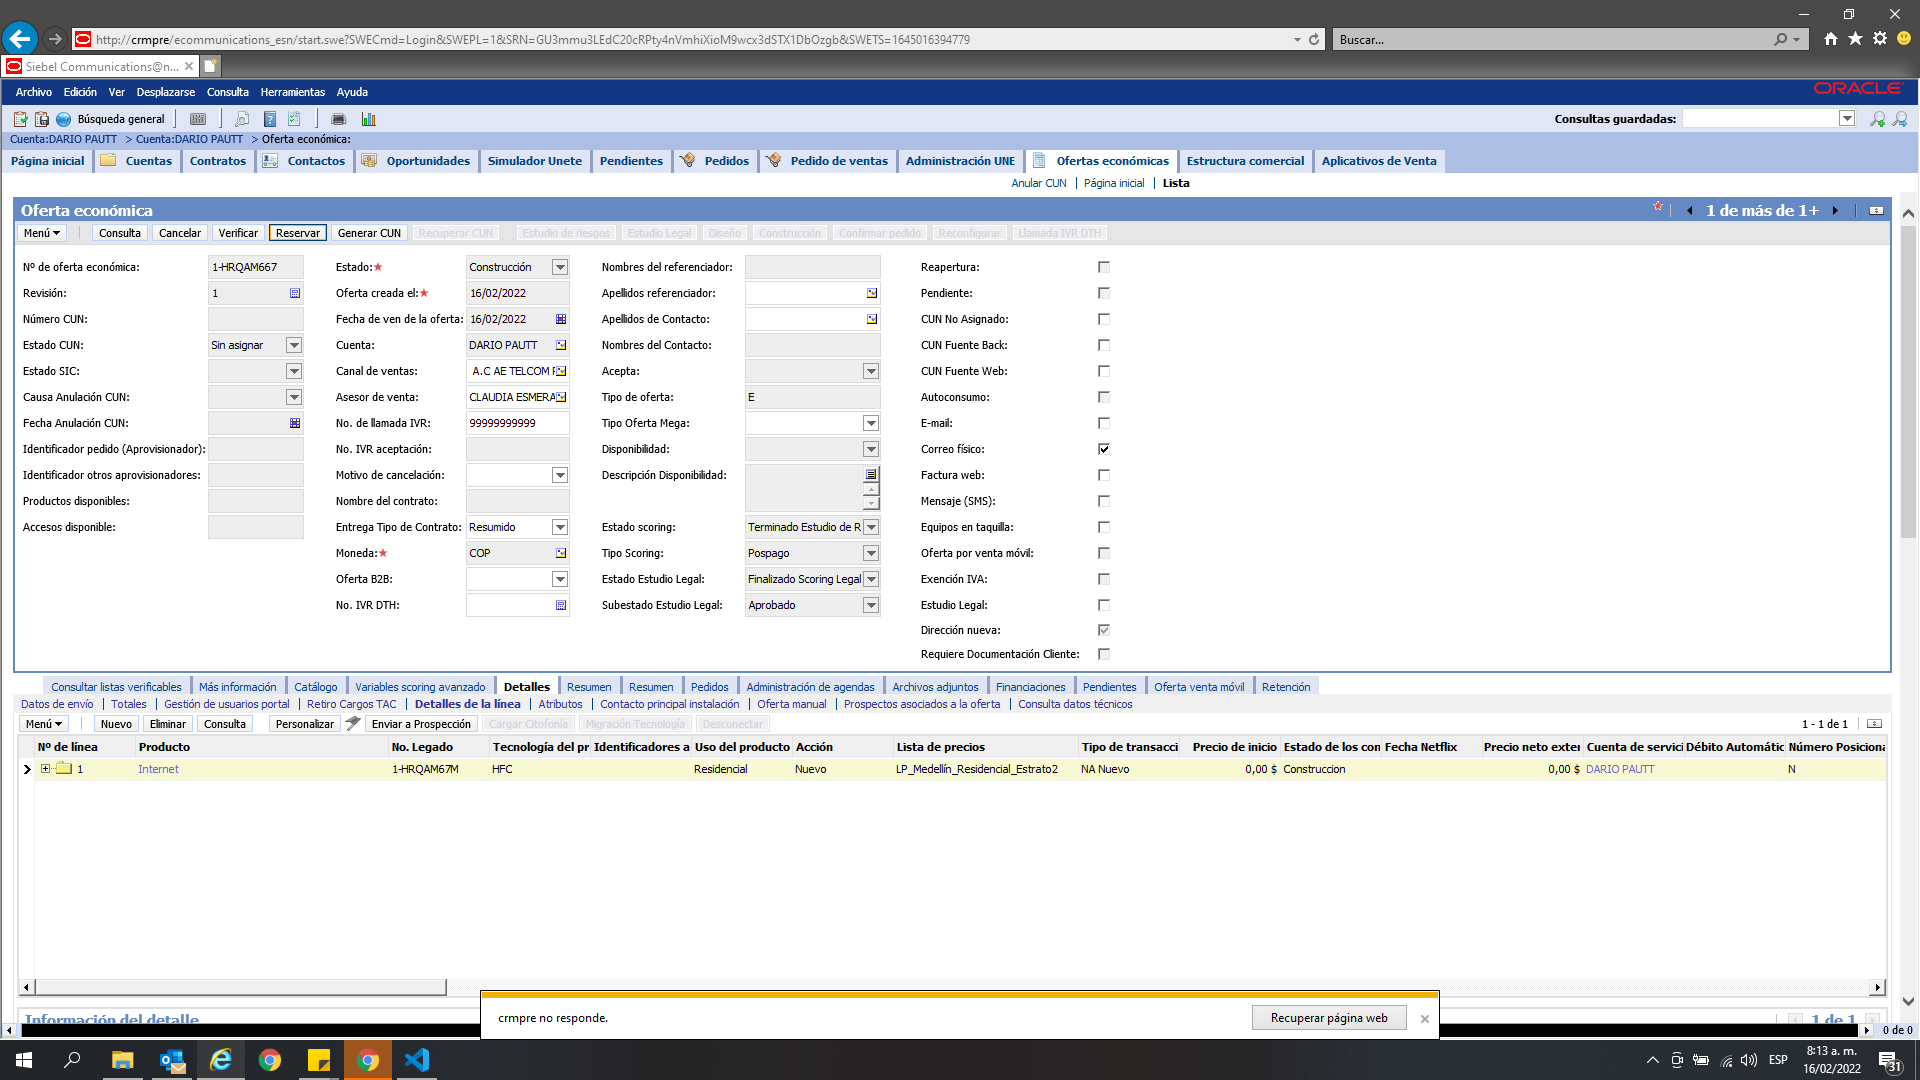 http://crmpre/ecommunications_esn/start.swe?SWECmd=Login&SWEPL=1&SRN=GU3mmu3LEdC20cRPty4nVmhiXioM9wcx3dSTX1DbOzgb&SWETS=1645016394779
Buscar...
Siebel Communications@n...
Archivo Edición Ver Desplazarse Consulta Herramientas Ayuda
ORACLE
Búsqueda general
Consultas guardadas:
Cuenta:DARIO PAUTT > Cuenta:DARIO PAUTT > Oferta económica:
Página inicial Cuentas Contratos Contactos Oportunidades Simulador Unete Pendientes Pedidos Pedido de ventas Administración UNE Ofertas económicas Estructura comercial Aplicativos de Venta
Anular CUN | Página inicial | Lista
Oferta económica
1 de más de 1+
Menú Consulta Cancelar Verificar Reservar Generar CUN Recuperar CUN Estudio de riesgos Estudio Legal Diseño Construcción Confirmar pedido Reconfigurar Llamada IVR DTH
Nº de oferta económica: 1-HRQAM667 Estado:★ Construcción Nombres del referenciador: Reapertura:
Revisión: 1 Oferta creada el:★ 16/02/2022 Apellidos referenciador: Pendiente:
Número CUN: Fecha de ven de la oferta: 16/02/2022 Apellidos de Contacto: CUN No Asignado:
Estado CUN: Sin asignar Cuenta: DARIO PAUTT Nombres del Contacto: CUN Fuente Back:
Estado SIC: Canal de ventas: A.C AE TELCOM Acepta: CUN Fuente Web:
Causa Anulación CUN: Asesor de venta: CLAUDIA ESMERA Tipo de oferta: E Autoconsumo:
Fecha Anulación CUN: No. de llamada IVR: 99999999999 Tipo Oferta Mega: E-mail:
Identificador pedido (Aprovisionador): No. IVR aceptación: Disponibilidad: Correo físico:
Identificador otros aprovisionadores: Motivo de cancelación: Descripción Disponibilidad: Factura web:
Productos disponibles: Nombre del contrato: Mensaje (SMS):
Accesos disponible: Entrega Tipo de Contrato: Resumido Estado scoring: Terminado Estudio de R Equipos en taquilla:
Moneda:★ COP Tipo Scoring: Pospago Oferta por venta móvil:
Oferta B2B: Estado Estudio Legal: Finalizado Scoring Legal Exención IVA:
No. IVR DTH: Subestado Estudio Legal: Aprobado Estudio Legal:
Dirección nueva:
Requiere Documentación Cliente:
Consultar listas verificables Más información Catálogo Variables scoring avanzado Detalles Resumen Resumen Pedidos Administración de agendas Archivos adjuntos Financiaciones Pendientes Oferta venta móvil Retención
Datos de envío | Totales | Gestión de usuarios portal | Retiro Cargos TAC | Detalles de la línea | Atributos | Contacto principal instalación | Oferta manual | Prospectos asociados a la oferta | Consulta datos técnicos
Menú Nuevo Eliminar Consulta Personalizar Enviar a Prospección Cargar Citofonía Migración Tecnología Desconectar
1 - 1 de 1
Nº de línea Producto No. Legado Tecnología del pr Identificadores a Uso del producto Acción Lista de precios Tipo de transacci Precio de inicio Estado de los con Fecha Netflix Precio neto exter Cuenta de servici Débito Automátic Número Posiciona
1 Internet 1-HRQAM67M HFC Residencial Nuevo LP_Medellín_Residencial_Estrato2 NA Nuevo 0,00 $ Construccion 0,00 $ DARIO PAUTT N
Información del detalle
1 de 1
crmpre no responde.
Recuperar página web
0 de 0
ESP
8:13 a. m.
16/02/2022
31